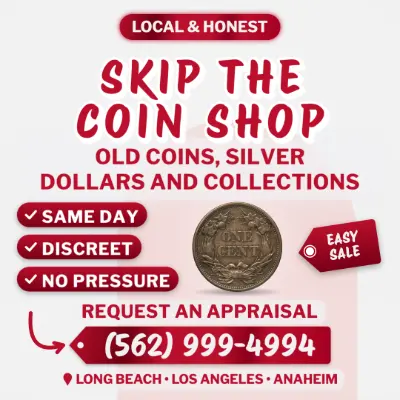 LOCAL & HONEST
SKIP THE
COIN SHOP
OLD COINS, SILVER
DOLLARS AND COLLECTIONS
✓ SAME DAY
✓ DISCREET
✓ NO PRESSURE
ONE
CENT
EASY
SALE
REQUEST AN APPRAISAL
(562) 999-4994
LONG BEACH • LOS ANGELES • ANAHEIM